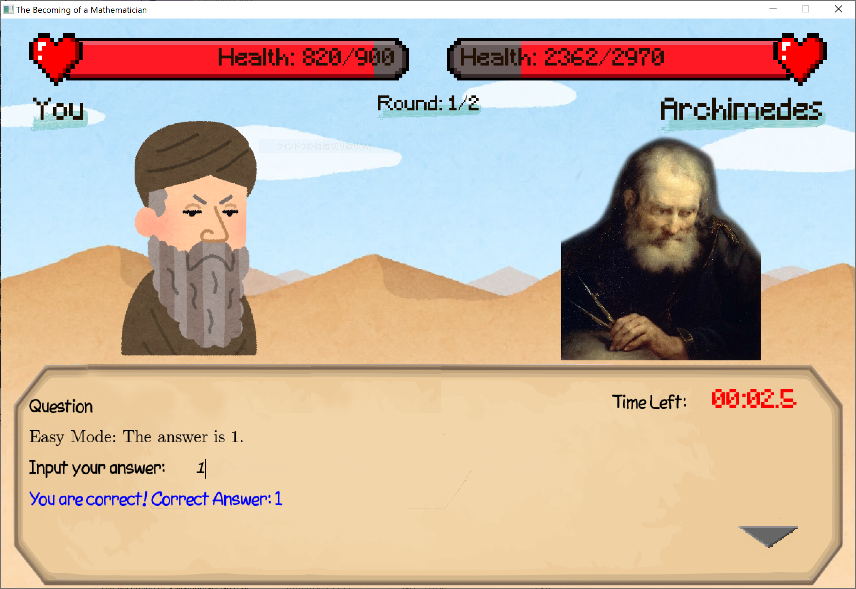 The Becoming of a Mathematician
Health: 820/900
Health: 2362/2970
You
Round: 1/2
Archimedes
Question
Time Left: 00:02.5
Easy Mode: The answer is 1.
Input your answer: 1
You are correct! Correct Answer: 1